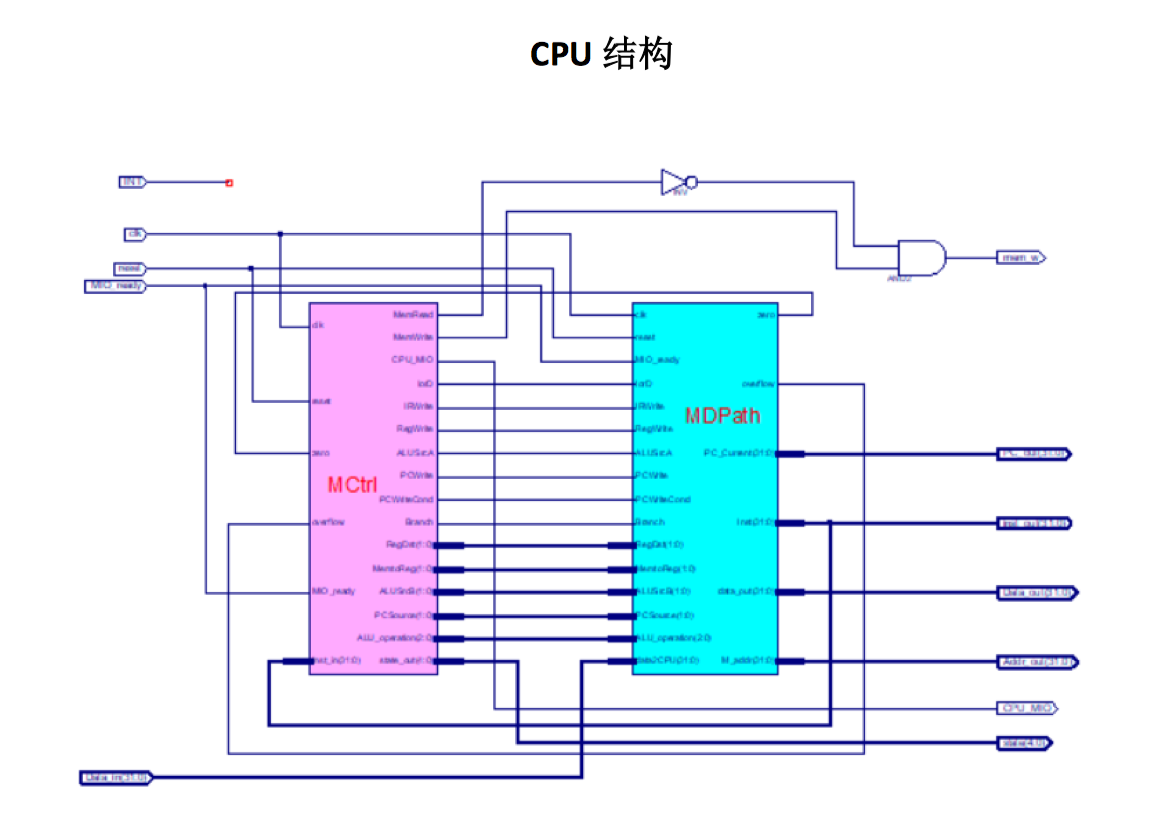 CPU 结构
INT
INV
clk
mem_w
AND2
reset
MIO_ready
MCtrl
clk
reset
zero
overflow
MIO_ready
Inst_in(31:0)
MemRead
MemWrite
CPU_MIO
IorD
IRWrite
RegWrite
ALUSrcA
PCWrite
PCWriteCond
Branch
RegDst(1:0)
MemtoReg(1:0)
ALUSrcB(1:0)
PCSource(1:0)
ALU_operation(2:0)
MDPath
clk
reset
MIO_ready
IorD
IRWrite
RegWrite
ALUSrcA
PCWrite
PCWriteCond
Branch
RegDst(1:0)
MemtoReg(1:0)
ALUSrcB(1:0)
PCSource(1:0)
ALU_operation(2:0)
data2CPU(31:0)
zero
overflow
PC_Current(31:0)
Inst(31:0)
data_out(31:0)
M_addr(31:0)
PC_out(31:0)
Inst_out(31:0)
Data_out(31:0)
Addr_out(31:0)
CPU_MIO
state(4:0)
Data_in(31:0)